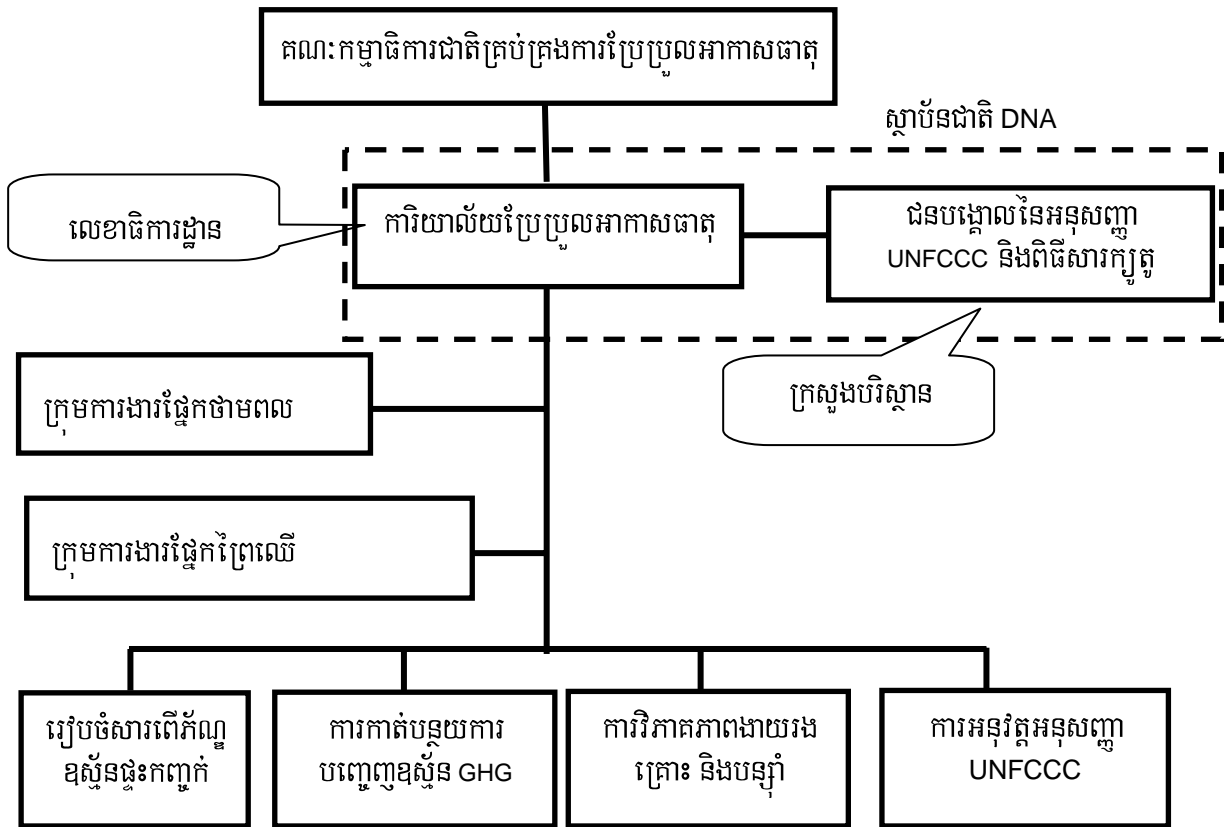 គណៈកម្មាធិការជាតិគ្រប់គ្រងការប្រែប្រួលអាកាសធាតុ
ស្ថាប័នជាតិ DNA
លេខាធិការដ្ឋាន
ការិយាល័យប្រែប្រួលអាកាសធាតុ
ជនបង្គោលនៃអនុសញ្ញា
UNFCCC និងពិធីសារក្យូតូ
ក្រសួងបរិស្ថាន
ក្រុមការងារផ្នែកថាមពល
ក្រុមការងារផ្នែកព្រៃឈើ
រៀបចំសារពើភ័ណ្ឌ
ឧស្ម័នផ្ទះកញ្ចក់
ការកាត់បន្ថយការ
បញ្ចេញឧស្ម័ន GHG
ការវិភាគភាពងាយរង
គ្រោះ និងបន្ស៊ាំ
ការអនុវត្តអនុសញ្ញា
UNFCCC